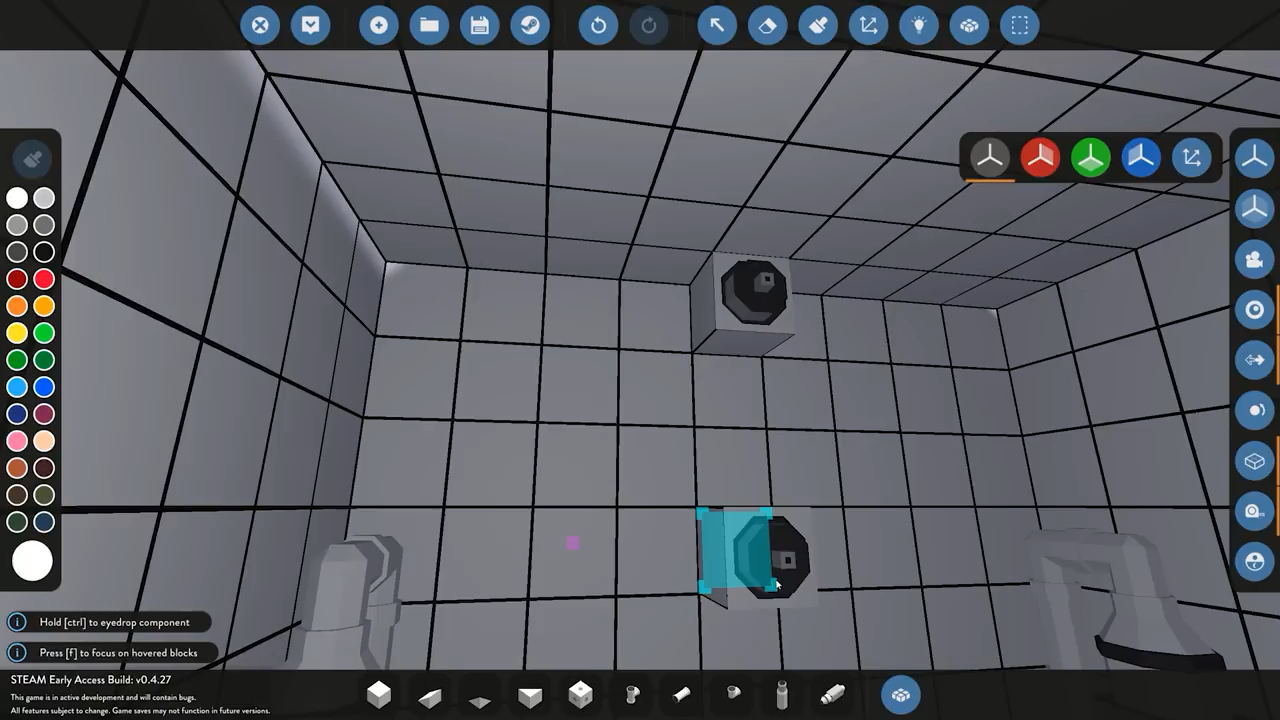 Hold [ctrl] to eyedrop component
Press [f] to focus on hovered blocks
STEAM Early Access Build: v0.4.27
This game is in active development and will contain bugs.
All features subject to change. Game saves may not function in future versions.